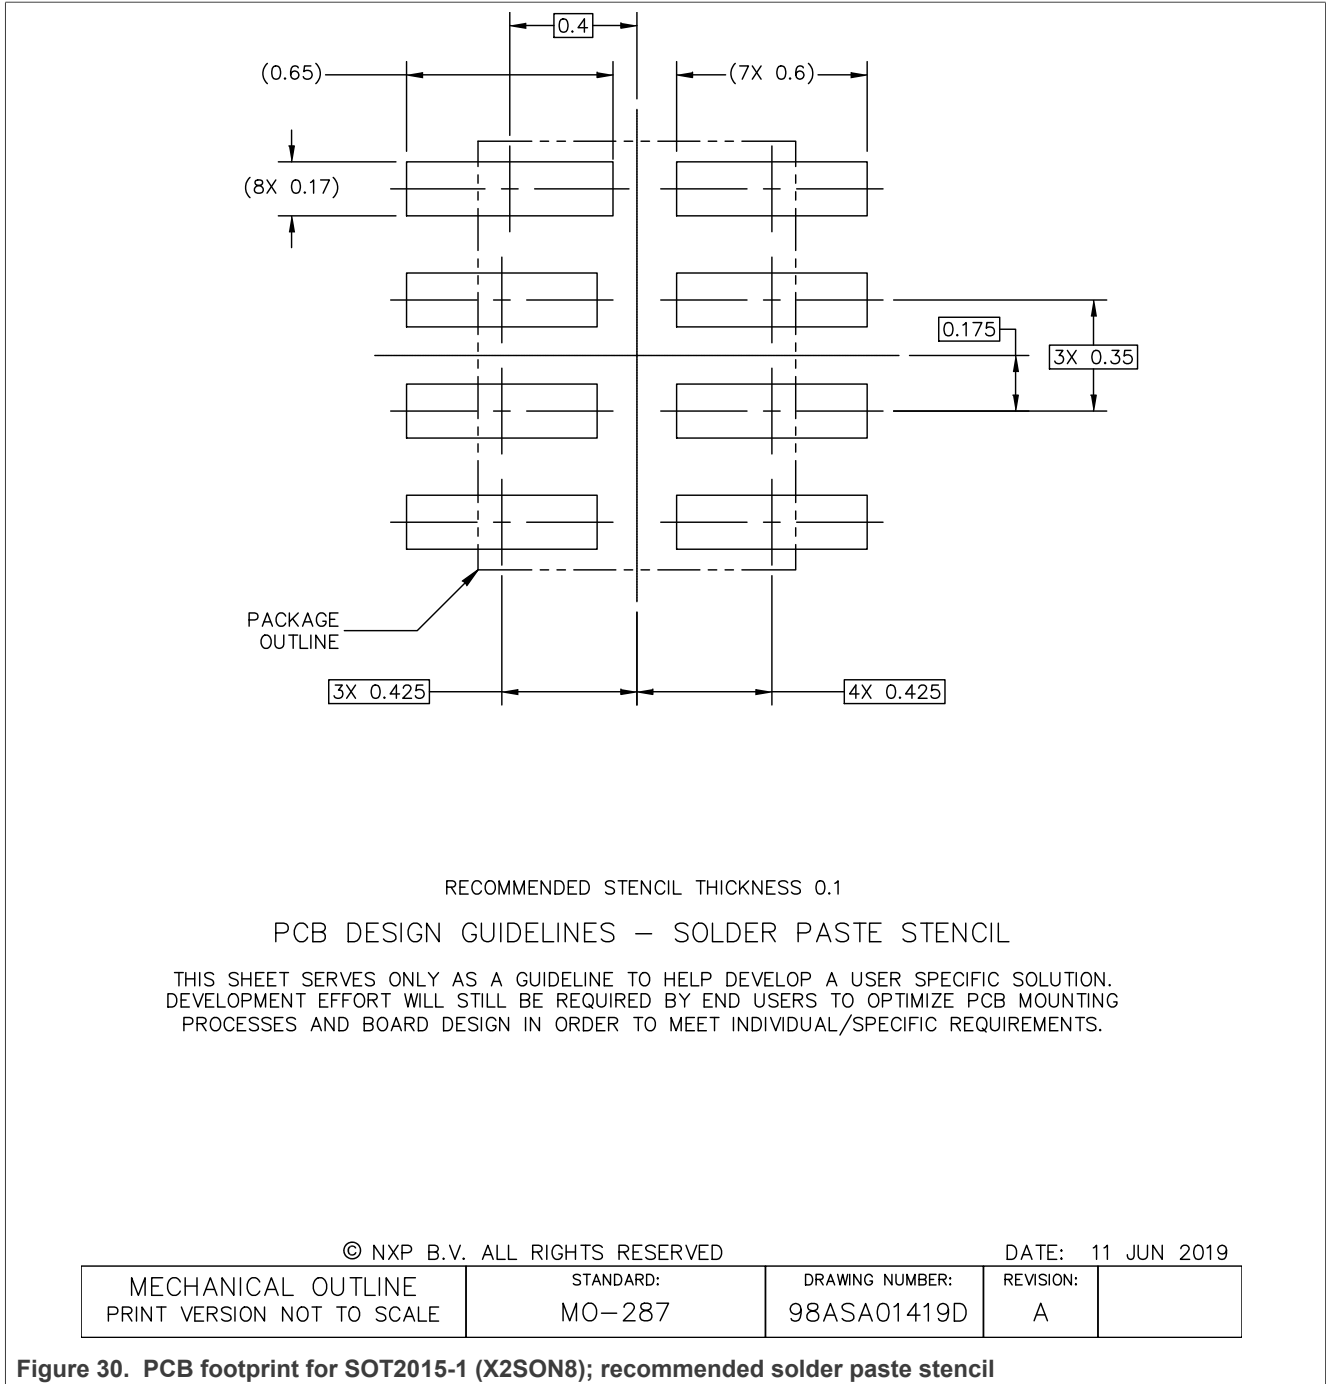 0.4
(0.65)
(7X 0.6)
(8X 0.17)
0.175
3X 0.35
PACKAGE
OUTLINE
3X 0.425
4X 0.425
RECOMMENDED STENCIL THICKNESS 0.1
PCB DESIGN GUIDELINES – SOLDER PASTE STENCIL
THIS SHEET SERVES ONLY AS A GUIDELINE TO HELP DEVELOP A USER SPECIFIC SOLUTION.
DEVELOPMENT EFFORT WILL STILL BE REQUIRED BY END USERS TO OPTIMIZE PCB MOUNTING
PROCESSES AND BOARD DESIGN IN ORDER TO MEET INDIVIDUAL/SPECIFIC REQUIREMENTS.
© NXP B.V. ALL RIGHTS RESERVED
DATE: 11 JUN 2019
MECHANICAL OUTLINE
PRINT VERSION NOT TO SCALE
STANDARD:
MO-287
DRAWING NUMBER:
98ASA01419D
REVISION:
A
Figure 30. PCB footprint for SOT2015-1 (X2SON8); recommended solder paste stencil